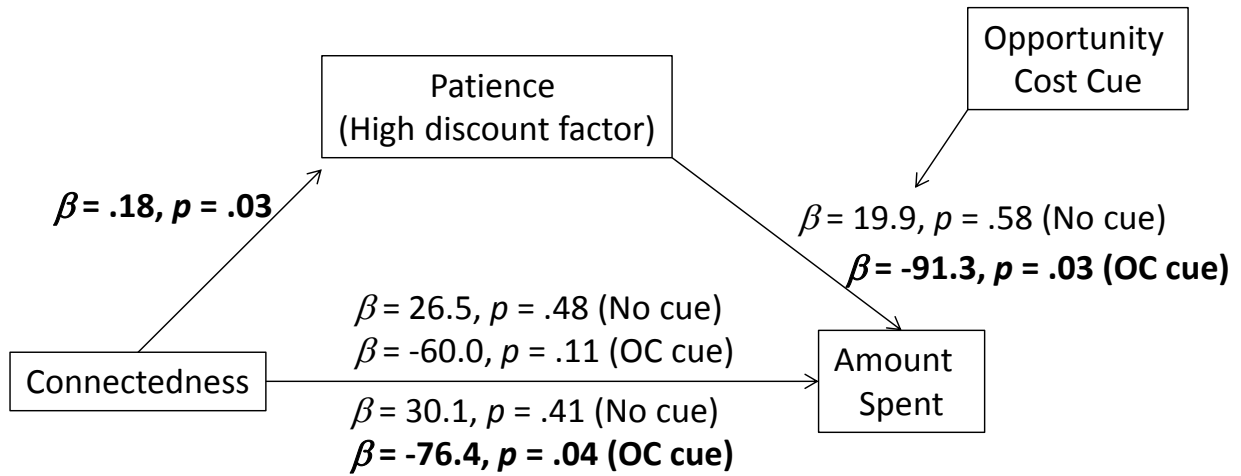 Opportunity
Cost Cue
Patience
(High discount factor)
β = .18, p = .03
β = 19.9, p = .58 (No cue)
β = -91.3, p = .03 (OC cue)
β = 26.5, p = .48 (No cue)
β = -60.0, p = .11 (OC cue)
Connectedness
Amount
Spent
β = 30.1, p = .41 (No cue)
β = -76.4, p = .04 (OC cue)